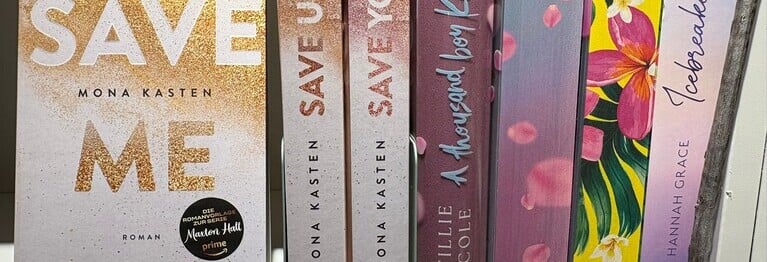 SAVE
MONA KASTEN
ME
ROMAN
DIE
ROMANVORLAGE
ZUR SERIE
Maxton Hall
prime
SAVE U
ONA KASTEN
SAVE YO
ONA KASTEN
A thousand boy K
TILLIE
COLE
Icebreake
HANNAH GRACE